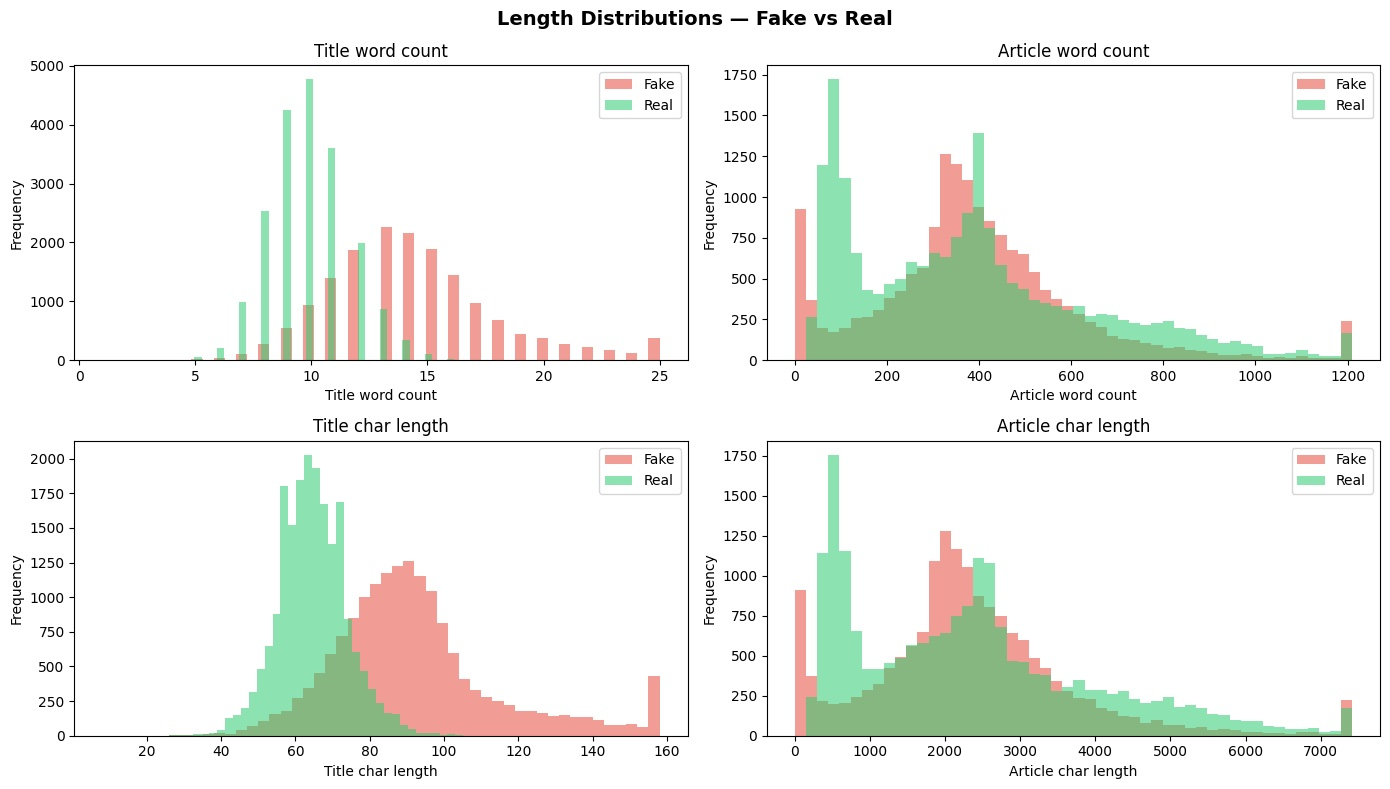 Length Distributions — Fake vs Real
Title word count
5000
4000
3000
2000
1000
0
Frequency
0 5 10 15 20 25
Title word count
Fake
Real
Article word count
1750
1500
1250
1000
750
500
250
0
Frequency
0 200 400 600 800 1000 1200
Article word count
Fake
Real
Title char length
2000
1750
1500
1250
1000
750
500
250
0
Frequency
20 40 60 80 100 120 140 160
Title char length
Fake
Real
Article char length
1750
1500
1250
1000
750
500
250
0
Frequency
0 1000 2000 3000 4000 5000 6000 7000
Article char length
Fake
Real